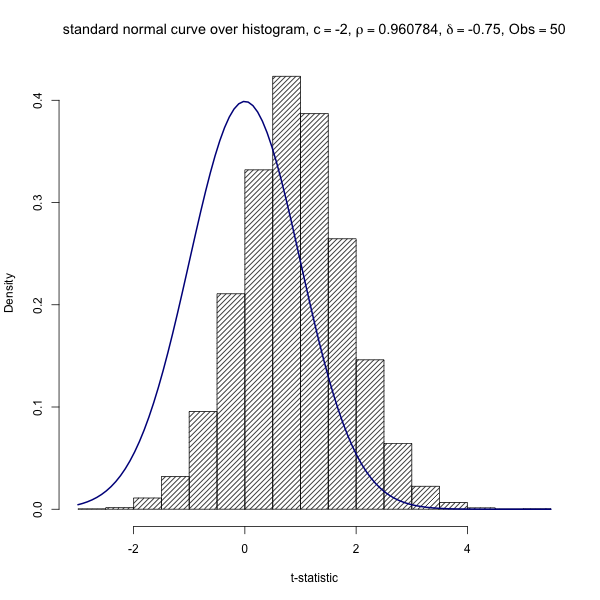 standard normal curve over histogram, c = -2, ρ = 0.960784, δ = -0.75, Obs = 50
Density
0.4
0.3
0.2
0.1
0.0
-2 0 2 4
t-statistic